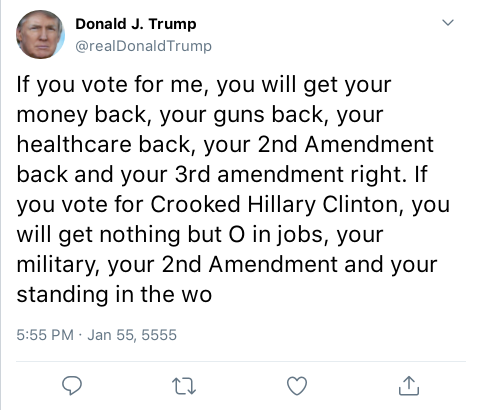 Donald J. Trump
@realDonaldTrump
If you vote for me, you will get your
money back, your guns back, your
healthcare back, your 2nd Amendment
back and your 3rd amendment right. If
you vote for Crooked Hillary Clinton, you
will get nothing but O in jobs, your
military, your 2nd Amendment and your
standing in the wo
5:55 PM · Jan 55, 5555